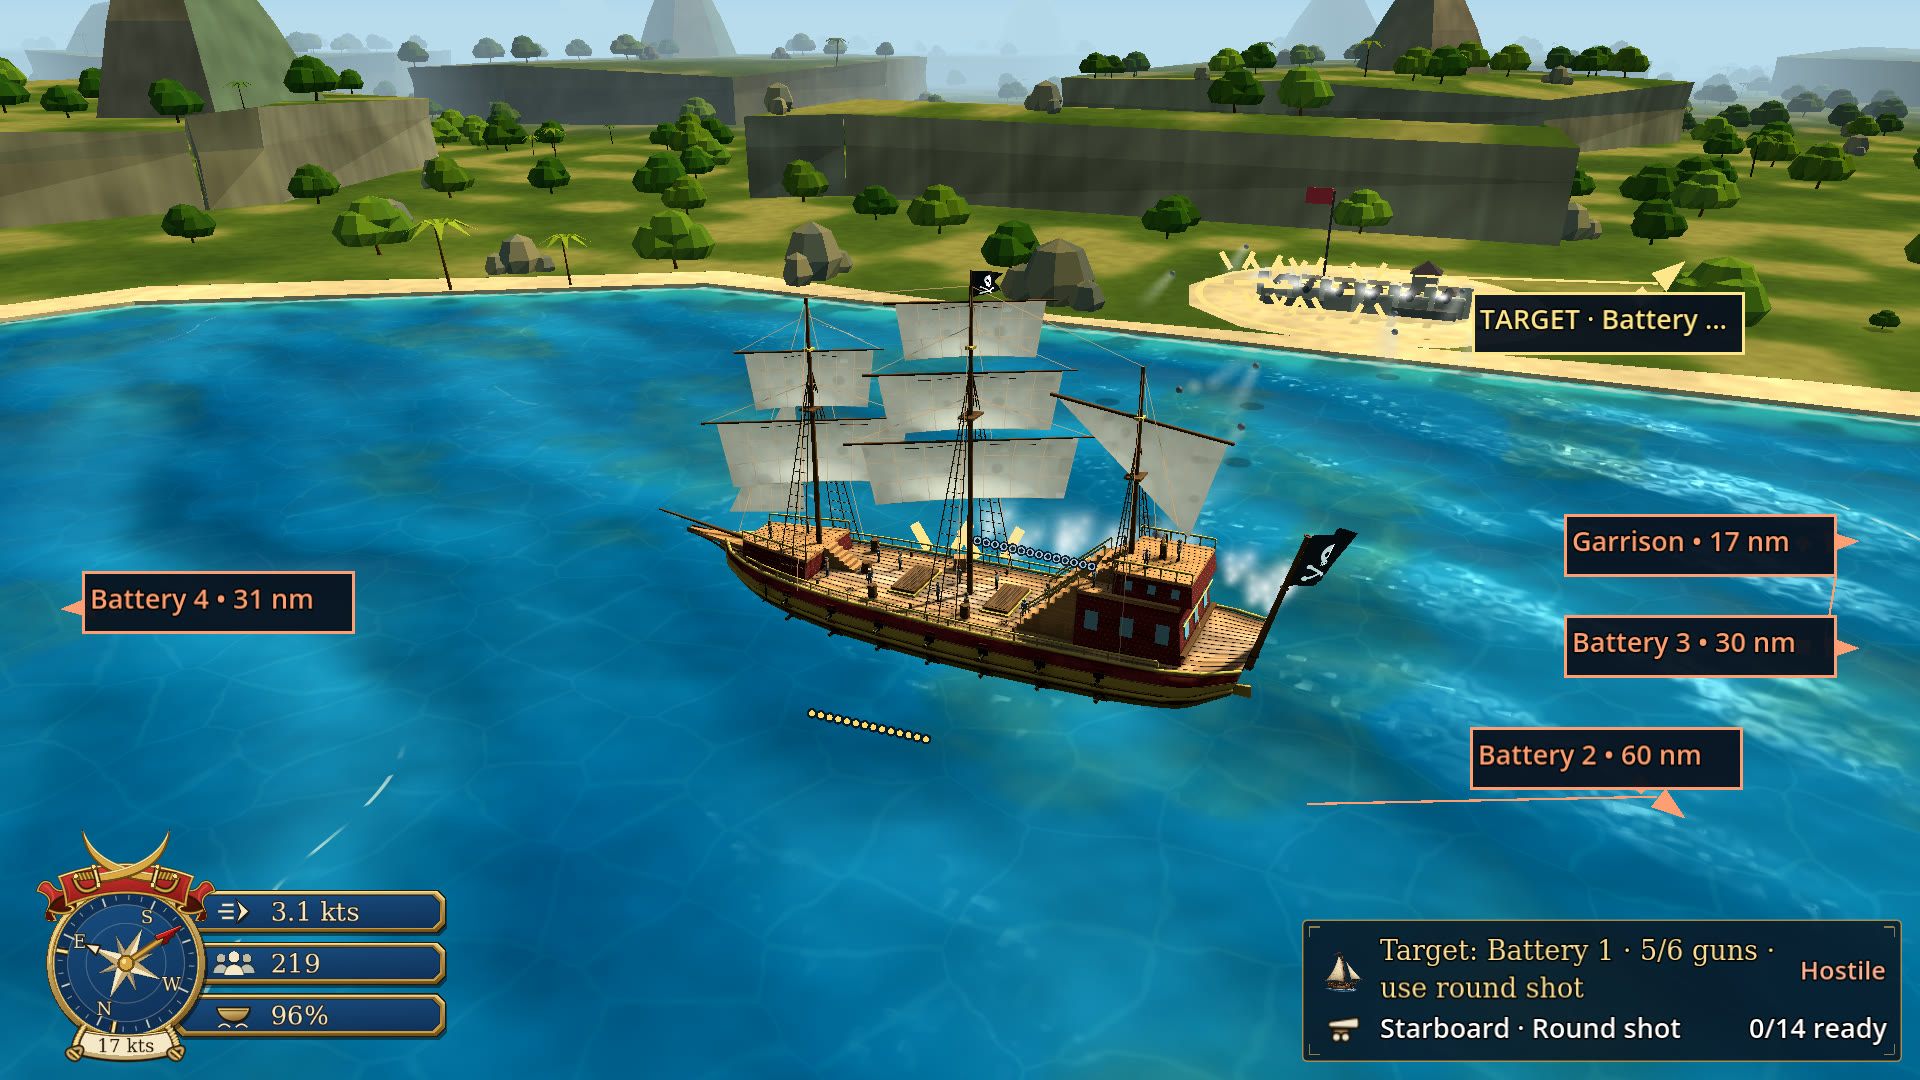 TARGET · Battery ...
Garrison • 17 nm
Battery 4 • 31 nm
Battery 3 • 30 nm
Battery 2 • 60 nm
S
E
W
N
17 kts
3.1 kts
219
96%
Target: Battery 1 · 5/6 guns ·
use round shot
Hostile
Starboard · Round shot
0/14 ready